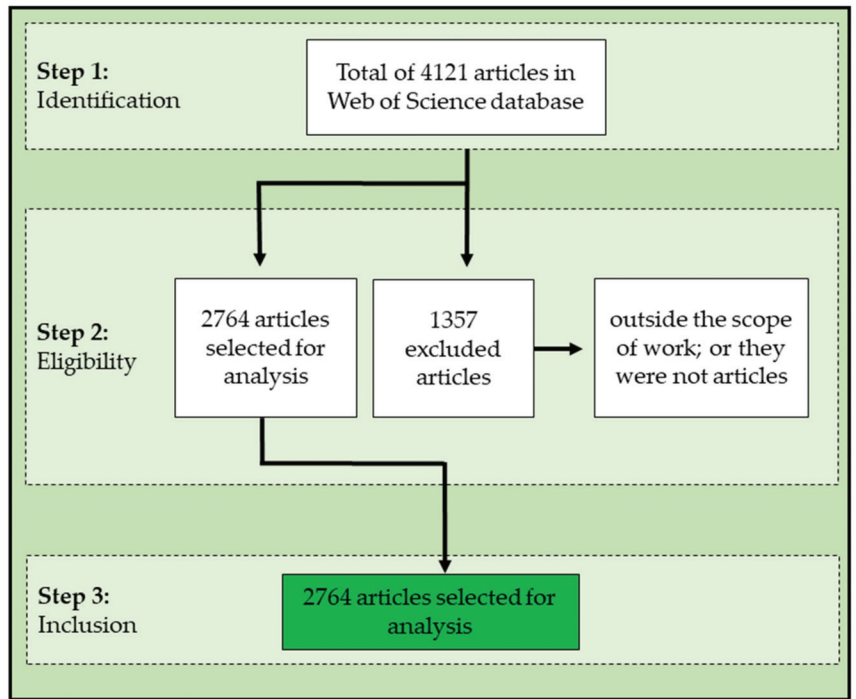 Step 1:
Identification
Total of 4121 articles in
Web of Science database
Step 2:
Eligibility
2764 articles
selected for
analysis
1357
excluded
articles
outside the scope
of work; or they
were not articles
Step 3:
Inclusion
2764 articles selected for
analysis